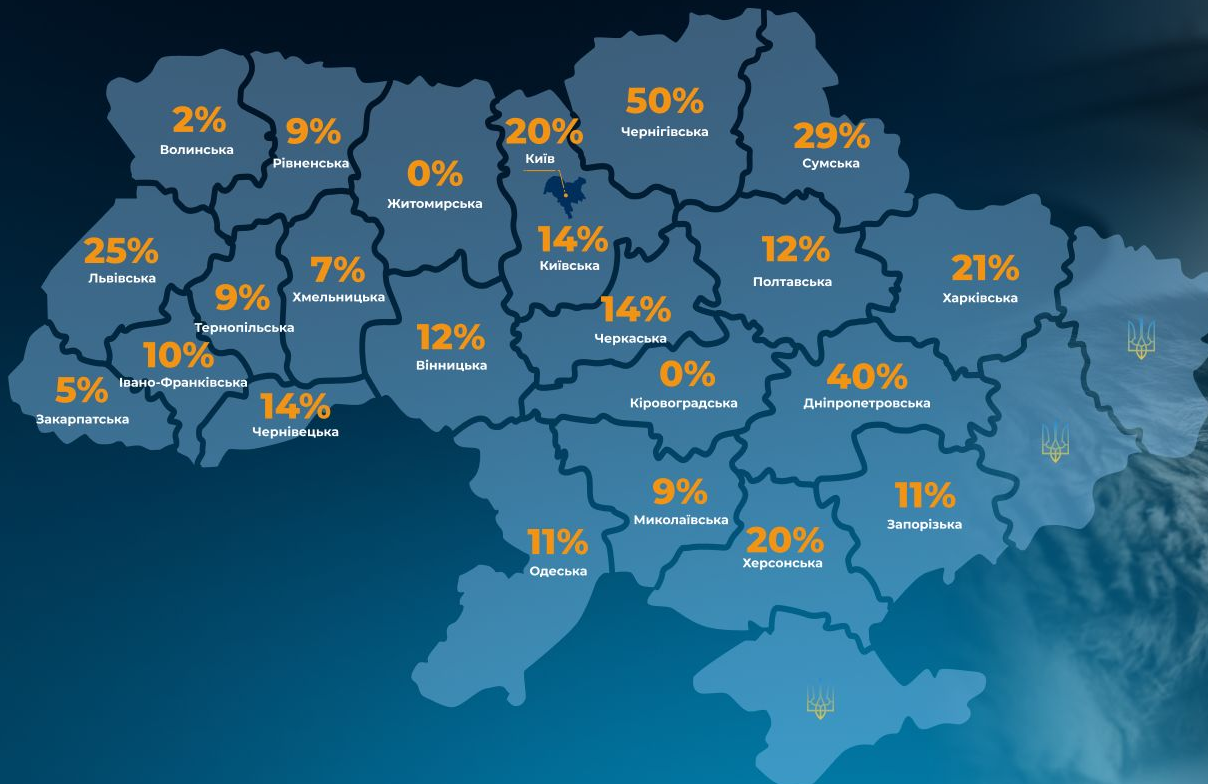 50%
Чернігівська
2%
Волинська
9%
Рівненська
20%
Київ
29%
Сумська
0%
Житомирська
25%
Львівська
14%
Київська
12%
Полтавська
21%
Харківська
7%
Хмельницька
9%
Тернопільська
14%
Черкаська
12%
Вінницька
10%
Івано-Франківська
0%
Кіровоградська
40%
Дніпропетровська
5%
Закарпатська
14%
Чернівецька
9%
Миколаївська
11%
Запорізька
11%
Одеська
20%
Херсонська